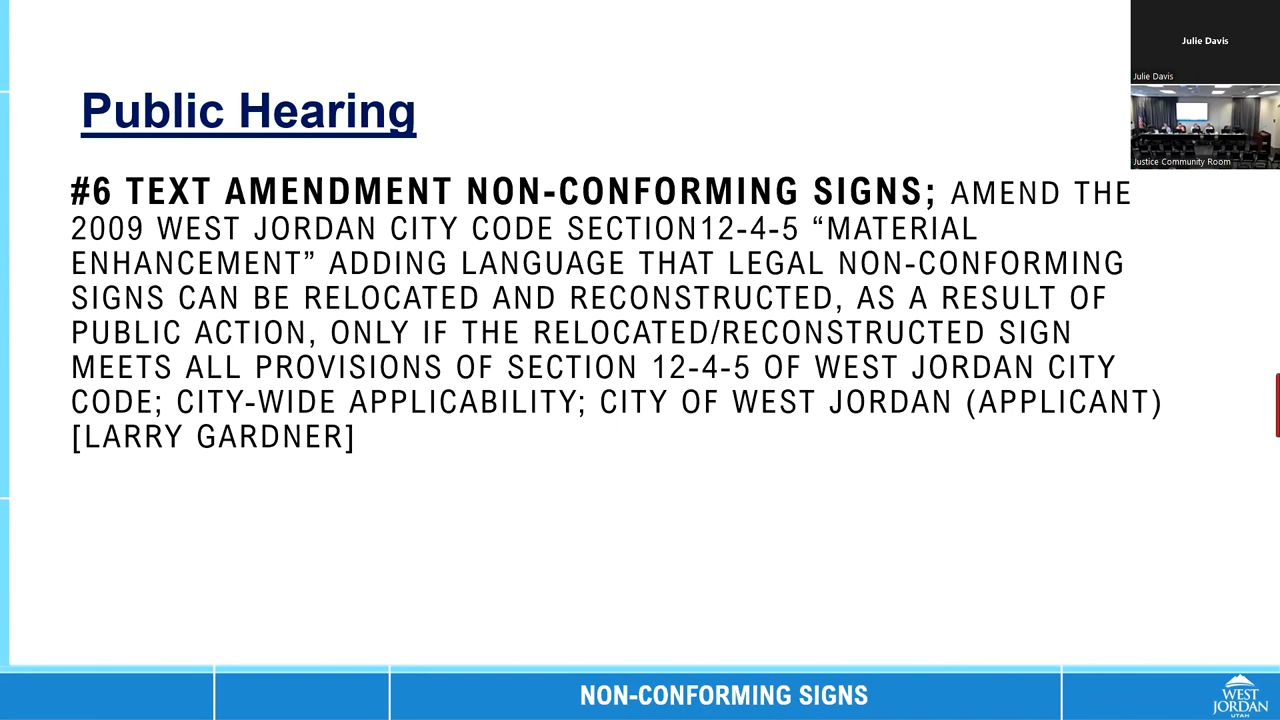 Julie Davis
Julie Davis
Justice Community Room
Public Hearing
#6 TEXT AMENDMENT NON-CONFORMING SIGNS; AMEND THE
2009 WEST JORDAN CITY CODE SECTION12-4-5 “MATERIAL
ENHANCEMENT” ADDING LANGUAGE THAT LEGAL NON-CONFORMING
SIGNS CAN BE RELOCATED AND RECONSTRUCTED, AS A RESULT OF
PUBLIC ACTION, ONLY IF THE RELOCATED/RECONSTRUCTED SIGN
MEETS ALL PROVISIONS OF SECTION 12-4-5 OF WEST JORDAN CITY
CODE; CITY-WIDE APPLICABILITY; CITY OF WEST JORDAN (APPLICANT)
[LARRY GARDNER]
NON-CONFORMING SIGNS
WEST
JORDAN
UTAH